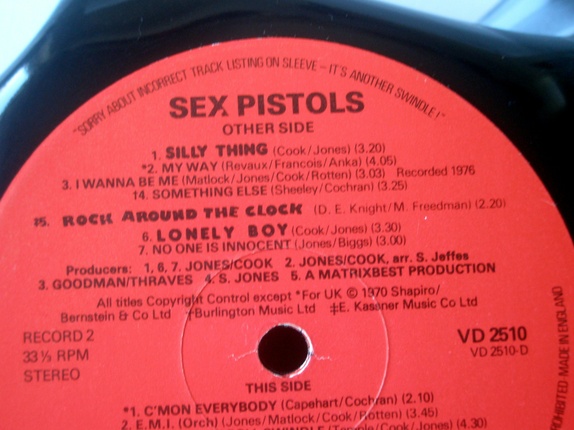 "SORRY ABOUT INCORRECT TRACK LISTING ON SLEEVE – IT'S ANOTHER SWINDLE!"
SEX PISTOLS
OTHER SIDE
1. SILLY THING (Cook/Jones) (3.20)
*2. MY WAY (Revaux/Francois/Anka) (4.05)
3. I WANNA BE ME (Matlock/Jones/Cook/Rotten) (3.03) Recorded 1976
14. SOMETHING ELSE (Sheeley/Cochran) (3.25)
‡5. ROCK AROUND THE CLOCK (D. E. Knight/M. Freedman) (2.20)
6. LONELY BOY (Cook/Jones) (3.30)
7. NO ONE IS INNOCENT (Jones/Biggs) (3.00)
Producers: 1, 6, 7. JONES/COOK 2. JONES/COOK, arr. S. Jeffes
3. GOODMAN/THRAVES 4. S. JONES 5. A MATRIXBEST PRODUCTION
All titles Copyright Control except *For UK © 1970 Shapiro/
Bernstein & Co Ltd Burlington Music Ltd ‡E. Kassner Music Co Ltd
RECORD 2
33⅓ RPM
STEREO
VD 2510
VD 2510-D
THIS SIDE
*1. C'MON EVERYBODY (Capehart/Cochran) (2.10)
2. E.M.I. (Orch) (Jones/Matlock/Cook/Rotten) (3.45)
SWINDLE Cook/Jones) (4.30)
PROHIBITED MADE IN ENGLAND